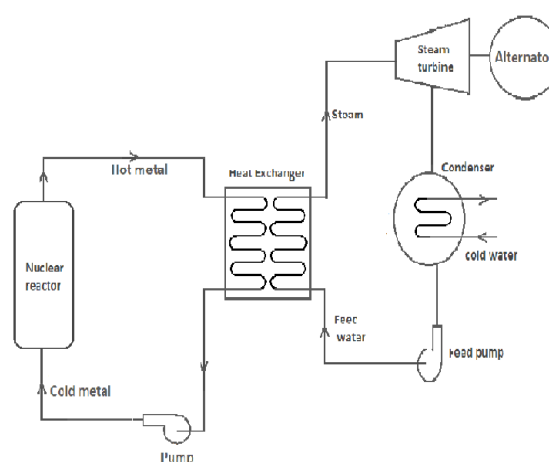 Steam
turbine
Alternato
Steam
Hot metal
Heat Exchanger
Condenser
Nuclear
reactor
cold water
Feet
water
Feed pump
Cold metal
Pump